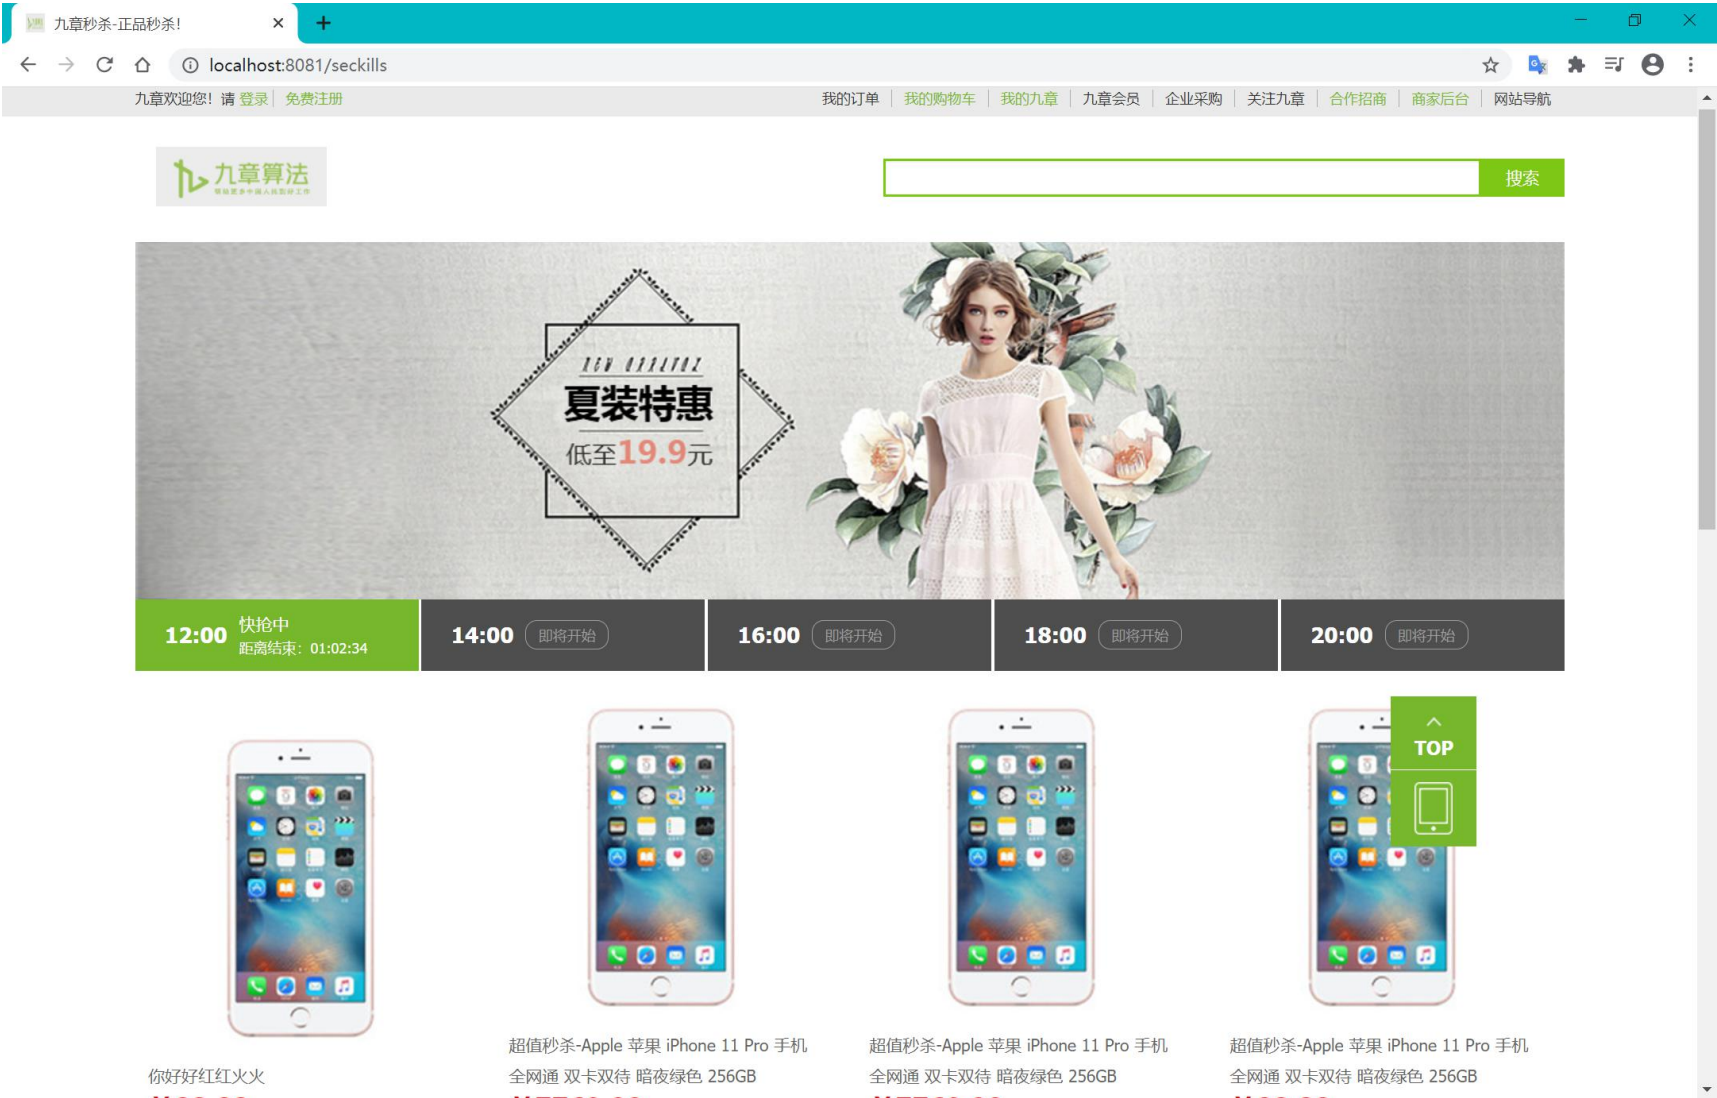 九章秒杀-正品秒杀!
localhost:8081/seckills
九章欢迎您！请 登录 免费注册
我的订单 我的购物车 我的九章 九章会员 企业采购 关注九章 合作招商 商家后台 网站导航
九章算法
搜索
夏装特惠
低至19.9元
12:00 快抢中
距离结束：01:02:34
14:00 即将开始
16:00 即将开始
18:00 即将开始
20:00 即将开始
TOP
你好好红红火火
超值秒杀-Apple 苹果 iPhone 11 Pro 手机
全网通 双卡双待 暗夜绿色 256GB
超值秒杀-Apple 苹果 iPhone 11 Pro 手机
全网通 双卡双待 暗夜绿色 256GB
超值秒杀-Apple 苹果 iPhone 11 Pro 手机
全网通 双卡双待 暗夜绿色 256GB